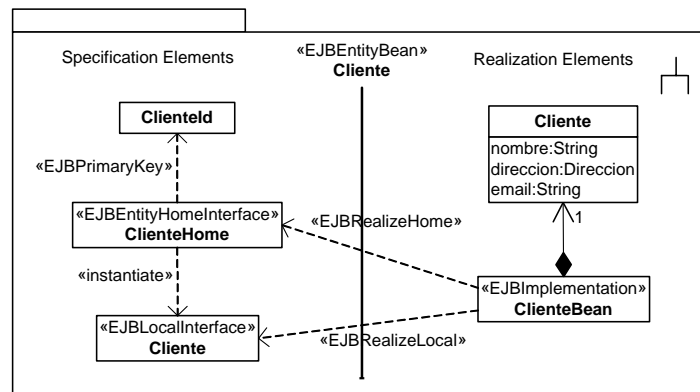 Specification Elements
«EJBEntityBean»
Cliente
Realization Elements
ClienteId
«EJBPrimaryKey»
«EJBEntityHomeInterface»
ClienteHome
«instantiate»
«EJBLocalInterface»
Cliente
«EJBRealizeHome»
«EJBRealizeLocal»
Cliente
nombre:String
direccion:Direccion
email:String
1
«EJBImplementation»
ClienteBean